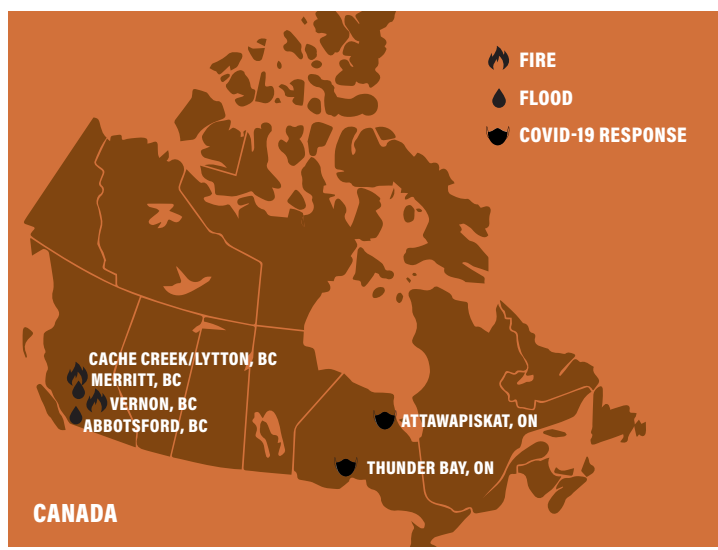 FIRE
FLOOD
COVID-19 RESPONSE
CACHE CREEK/LYTTON, BC
MERRITT, BC
VERNON, BC
ABBOTSFORD, BC
ATTAWAPISKAT, ON
THUNDER BAY, ON
CANADA